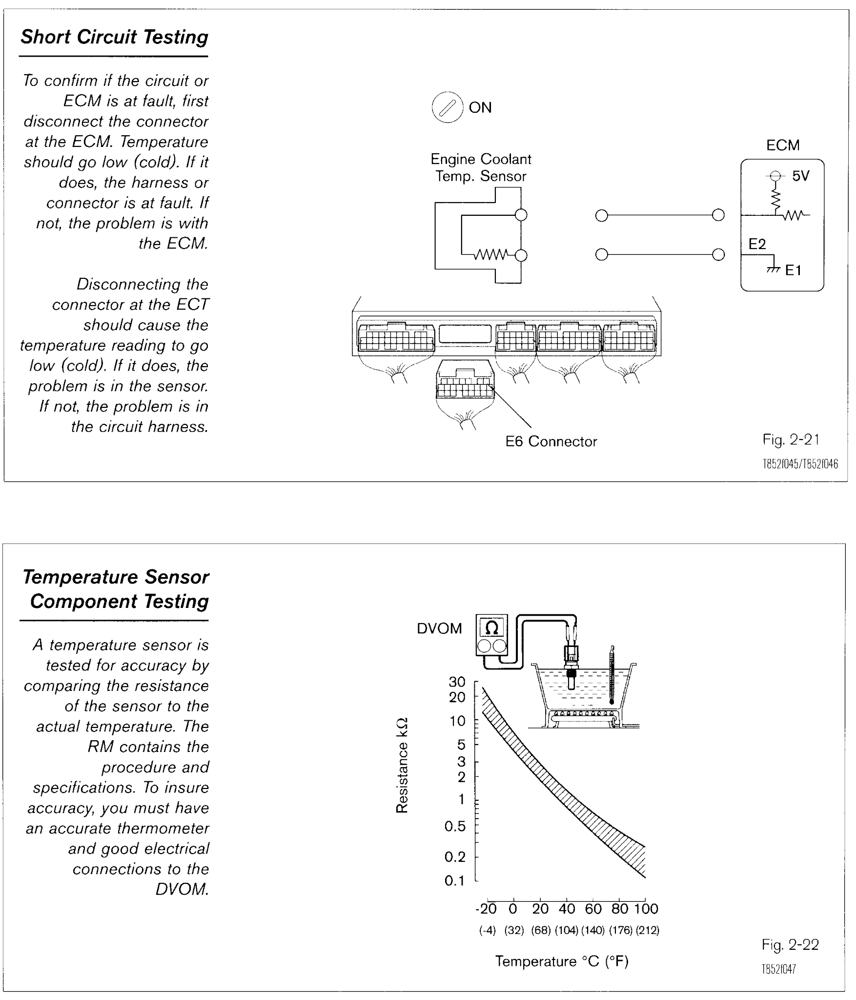 Short Circuit Testing
To confirm if the circuit or
ECM is at fault, first
disconnect the connector
at the ECM. Temperature
should go low (cold). If it
does, the harness or
connector is at fault. If
not, the problem is with
the ECM.
Disconnecting the
connector at the ECT
should cause the
temperature reading to go
low (cold). If it does, the
problem is in the sensor.
If not, the problem is in
the circuit harness.
ON
Engine Coolant
Temp. Sensor
ECM
5V
E2
E1
E6 Connector
Fig. 2-21
T852f045/T852f046
Temperature Sensor
Component Testing
A temperature sensor is
tested for accuracy by
comparing the resistance
of the sensor to the
actual temperature. The
RM contains the
procedure and
specifications. To insure
accuracy, you must have
an accurate thermometer
and good electrical
connections to the
DVOM.
DVOM
Ω
Resistance kΩ
30
20
10
5
3
2
1
0.5
0.2
0.1
-20 0 20 40 60 80 100
(-4) (32) (68) (104) (140) (176) (212)
Temperature °C (°F)
Fig. 2-22
T852f047